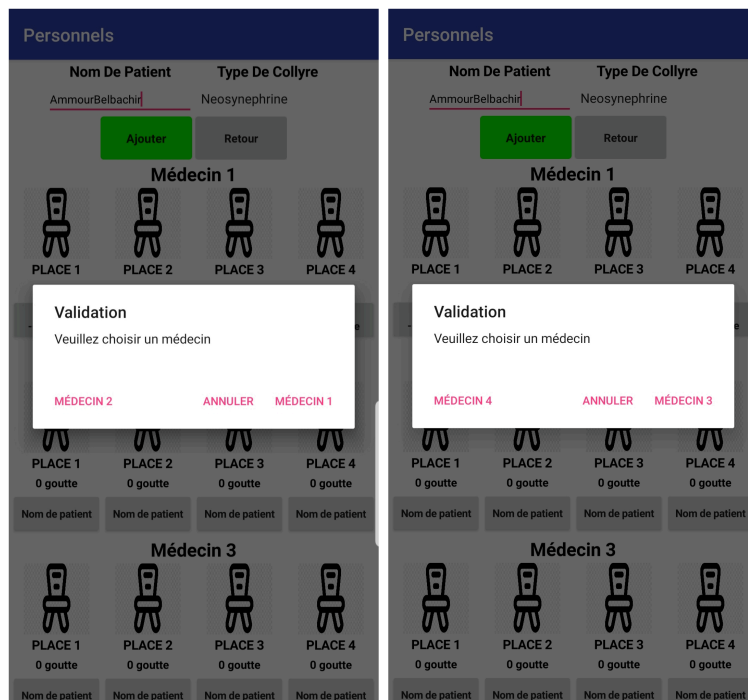 Personnels
Nom De Patient Type De Collyre
AmmourBelbachir Neosynephrine
Ajouter Retour
Médecin 1
PLACE 1 PLACE 2 PLACE 3 PLACE 4
Validation
Veuillez choisir un médecin
MÉDECIN 2 ANNULER MÉDECIN 1
PLACE 1 PLACE 2 PLACE 3 PLACE 4
0 goutte 0 goutte 0 goutte 0 goutte
Nom de patient Nom de patient Nom de patient Nom de patient
Médecin 3
PLACE 1 PLACE 2 PLACE 3 PLACE 4
0 goutte 0 goutte 0 goutte 0 goutte
Nom de patient Nom de patient Nom de patient Nom de patient
Personnels
Nom De Patient Type De Collyre
AmmourBelbachir Neosynephrine
Ajouter Retour
Médecin 1
PLACE 1 PLACE 2 PLACE 3 PLACE 4
Validation
Veuillez choisir un médecin
MÉDECIN 4 ANNULER MÉDECIN 3
PLACE 1 PLACE 2 PLACE 3 PLACE 4
0 goutte 0 goutte 0 goutte 0 goutte
Nom de patient Nom de patient Nom de patient Nom de patient
Médecin 3
PLACE 1 PLACE 2 PLACE 3 PLACE 4
0 goutte 0 goutte 0 goutte 0 goutte
Nom de patient Nom de patient Nom de patient Nom de patient